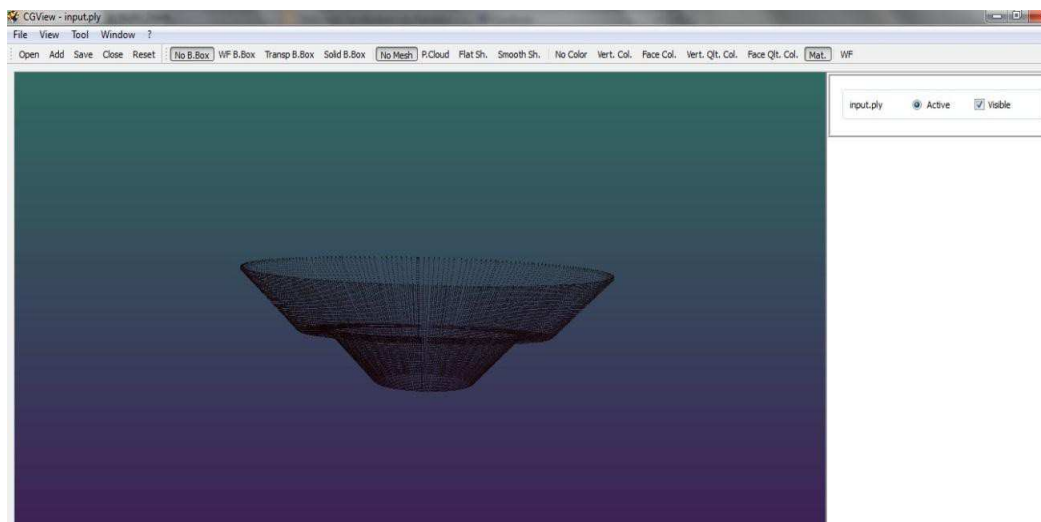 CGView - input.ply
File View Tool Window ?
Open Add Save Close Reset No B.Box WF B.Box Transp B.Box Solid B.Box No Mesh P.Cloud Flat Sh. Smooth Sh. No Color Vert. Col. Face Col. Vert. Qlt. Col. Face Qlt. Col. Mat. WF
input.ply Active Visible